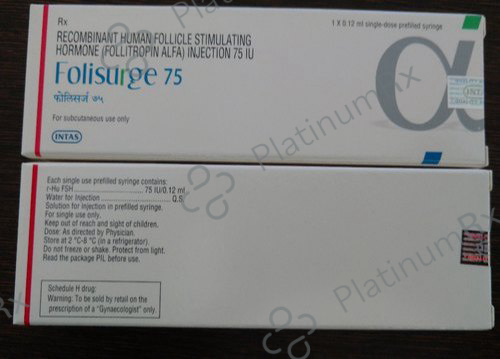 Rx
1 X 0.12 ml single-dose prefilled syringe
RECOMBINANT HUMAN FOLLICLE STIMULATING
HORMONE (FOLLITROPIN ALFA) INJECTION 75 IU
Folisurge 75
फोलिसर्ज ७५
For subcutaneous use only
INTAS
α
INTAS
PlatinumRx
Each single use prefilled syringe contains:
r-Hu FSH 75 IU/0.12 ml
Water for Injection Q.S.
Solution for injection in prefilled syringe.
For single use only.
Keep out of reach and sight of children.
Dose: As directed by Physician.
Store at 2 °C-8 °C (in a refrigerator).
Do not freeze or shake. Protect from light.
Read the package PIL before use.
Schedule H drug:
Warning: To be sold by retail on the
prescription of a "Gynaecologist" only.
PlatinumRx